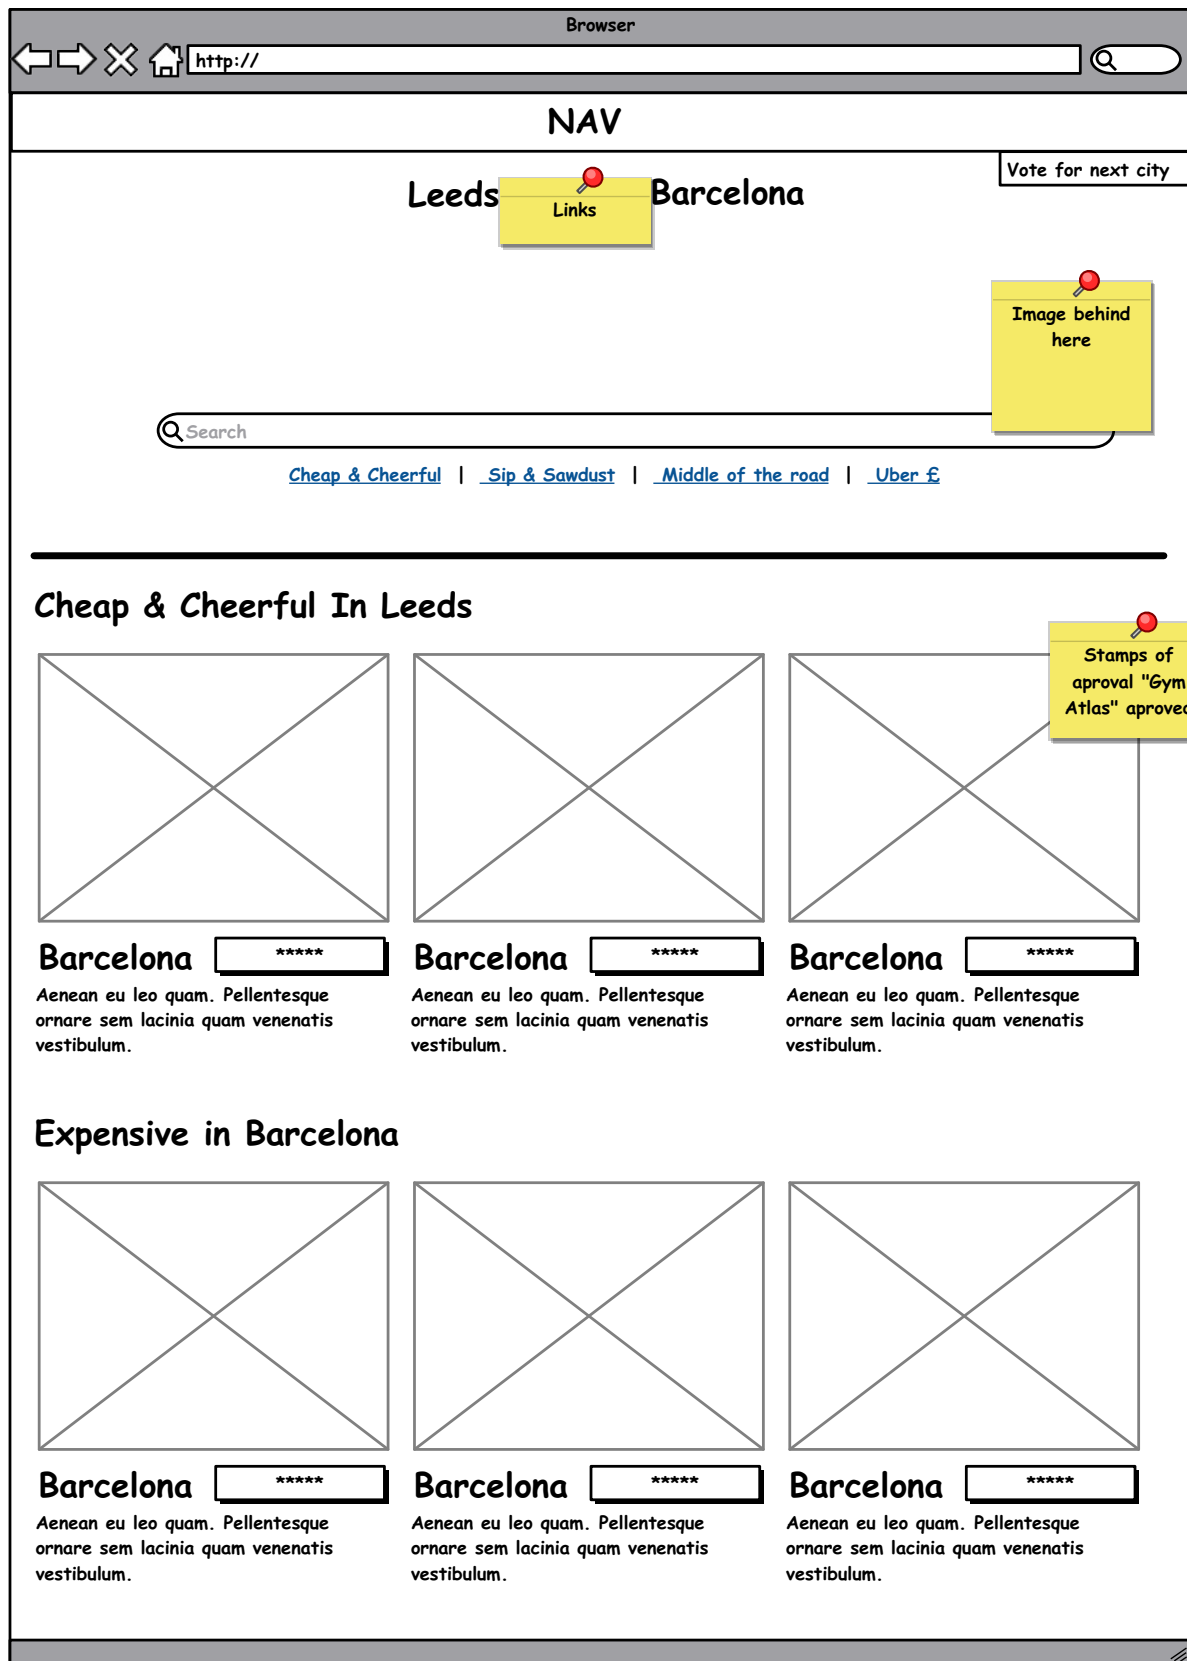 Browser
http://
NAV
Vote for next city
Leeds
Links
Barcelona
Image behind
here
Search
Cheap & Cheerful | Sip & Sawdust | Middle of the road | Uber £
Cheap & Cheerful In Leeds
Stamps of
aproval "Gym
Atlas" aproved
Barcelona *****
Aenean eu leo quam. Pellentesque
ornare sem lacinia quam venenatis
vestibulum.
Barcelona *****
Aenean eu leo quam. Pellentesque
ornare sem lacinia quam venenatis
vestibulum.
Barcelona *****
Aenean eu leo quam. Pellentesque
ornare sem lacinia quam venenatis
vestibulum.
Expensive in Barcelona
Barcelona *****
Aenean eu leo quam. Pellentesque
ornare sem lacinia quam venenatis
vestibulum.
Barcelona *****
Aenean eu leo quam. Pellentesque
ornare sem lacinia quam venenatis
vestibulum.
Barcelona *****
Aenean eu leo quam. Pellentesque
ornare sem lacinia quam venenatis
vestibulum.